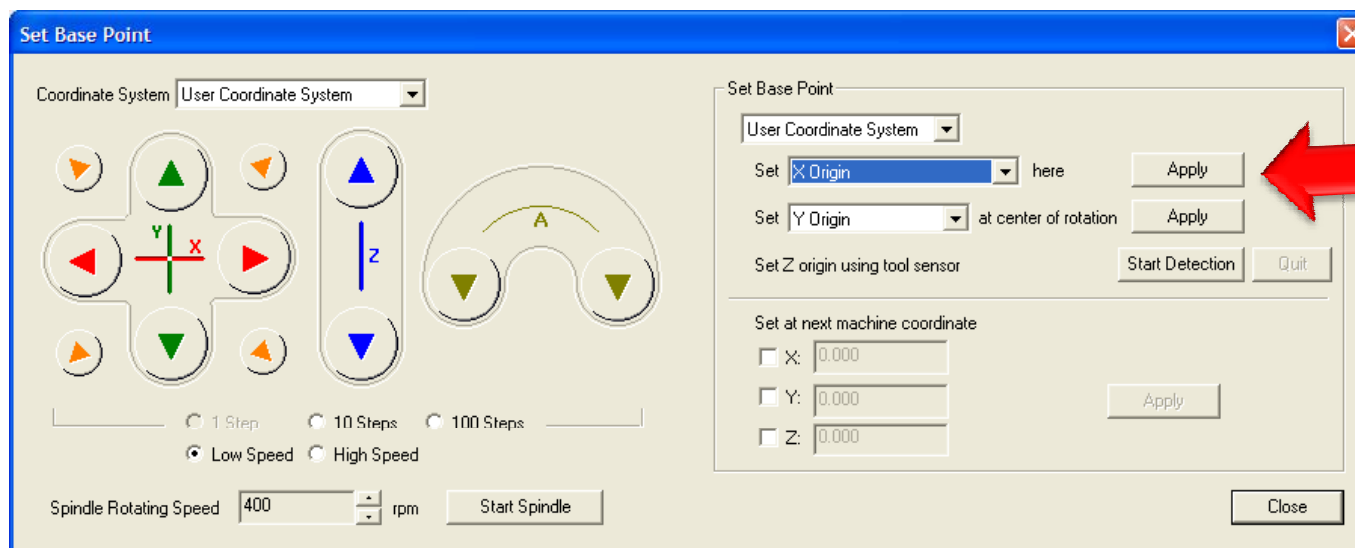 Set Base Point
Coordinate System User Coordinate System
Y X
Z
A
1 Step 10 Steps 100 Steps
Low Speed High Speed
Spindle Rotating Speed 400 rpm Start Spindle
Set Base Point
User Coordinate System
Set X Origin here Apply
Set Y Origin at center of rotation Apply
Set Z origin using tool sensor Start Detection Quit
Set at next machine coordinate
X: 0.000
Y: 0.000 Apply
Z: 0.000
Close